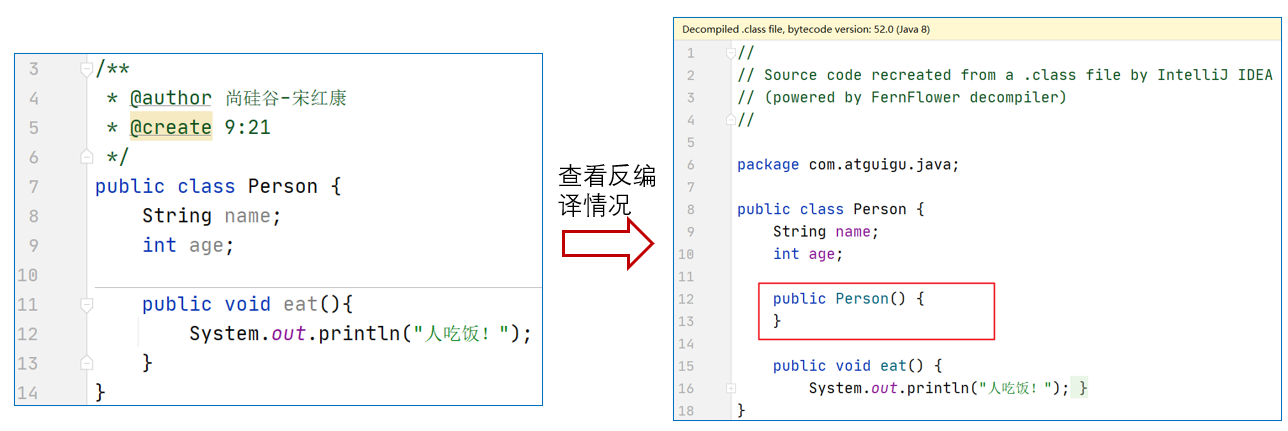 3 /**
4 * @author 尚硅谷-宋红康
5 * @create 9:21
6 */
7 public class Person {
8 String name;
9 int age;
10
11 public void eat(){
12 System.out.println("人吃饭！");
13 }
14 }
查看反编
译情况
Decompiled .class file, bytecode version: 52.0 (Java 8)
1 //
2 // Source code recreated from a .class file by IntelliJ IDEA
3 // (powered by FernFlower decompiler)
4 //
5
6 package com.atguigu.java;
7
8 public class Person {
9 String name;
10 int age;
11
12 public Person() {
13 }
14
15 public void eat() {
16 System.out.println("人吃饭！"); }
18 }